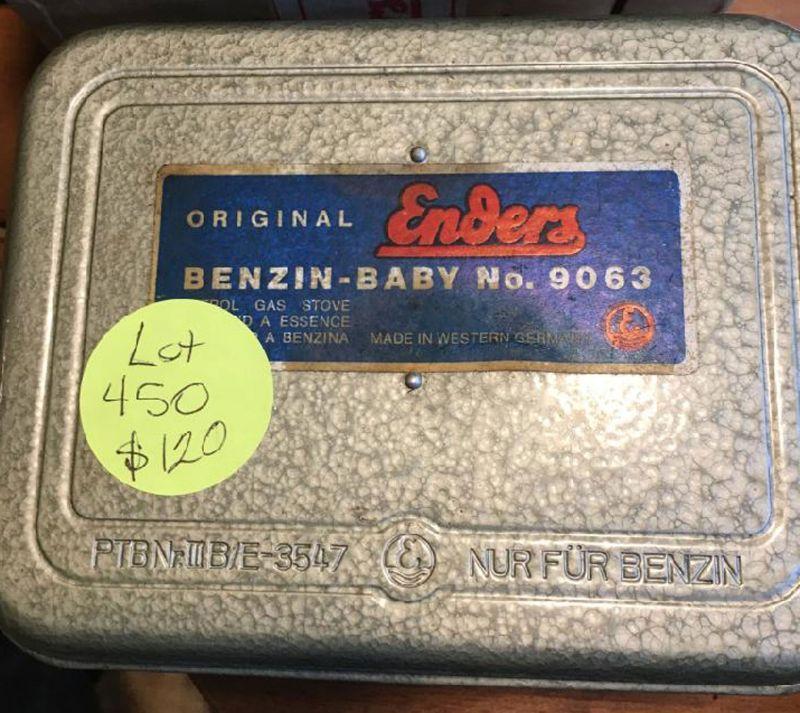 ORIGINAL Enders
BENZIN-BABY No. 9063
GAS STOVE
A ESSENCE
A BENZINA MADE IN WESTERN GERMANY
Lot
450
$120
PTB Nr. III B/E-3547 E NUR FÜR BENZIN